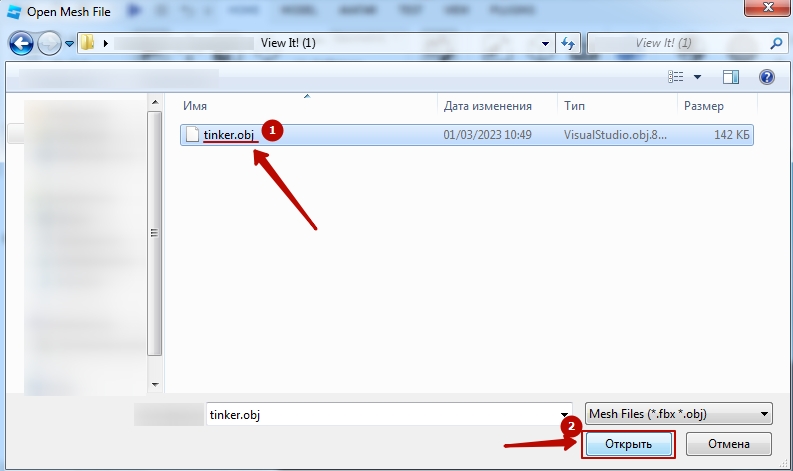 Open Mesh File
View It! (1)
View It! (1)
Имя
Дата изменения
Тип
Размер
tinker.obj
1
01/03/2023 10:49
VisualStudio.obj.8...
142 КБ
tinker.obj
Mesh Files (*.fbx *.obj)
2
Открыть
Отмена